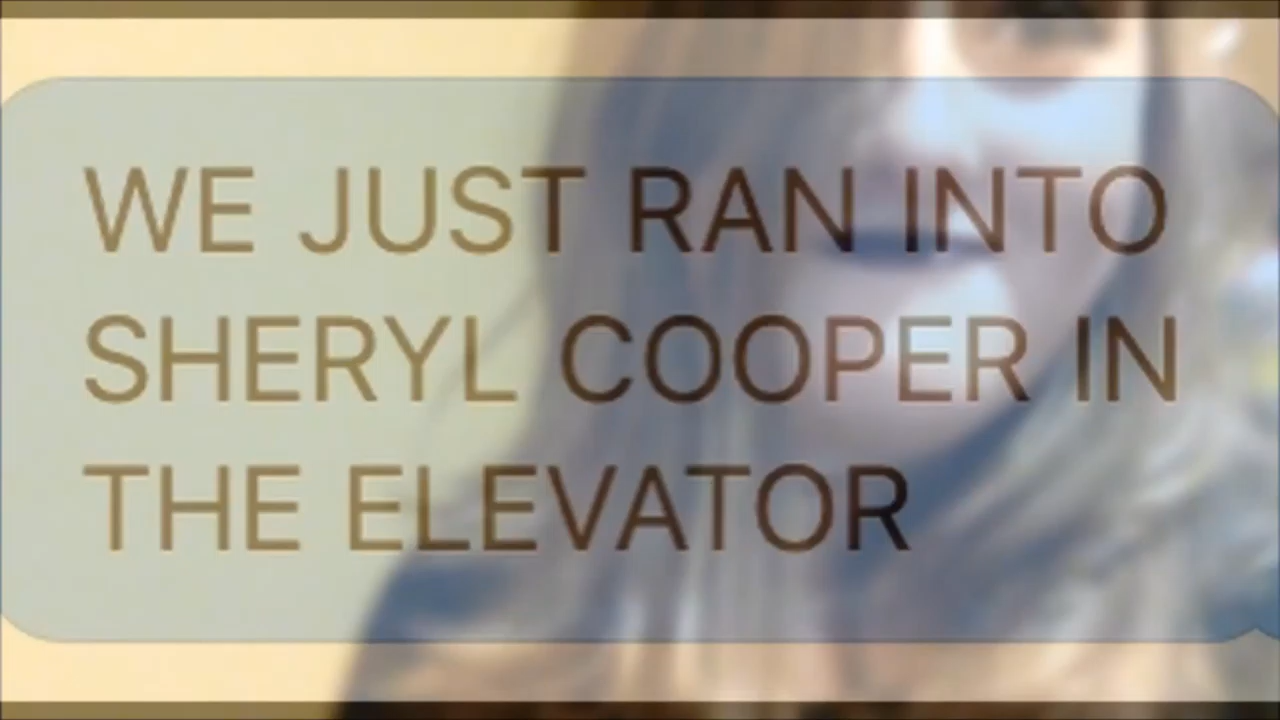 WE JUST RAN INTO
SHERYL COOPER IN
THE ELEVATOR